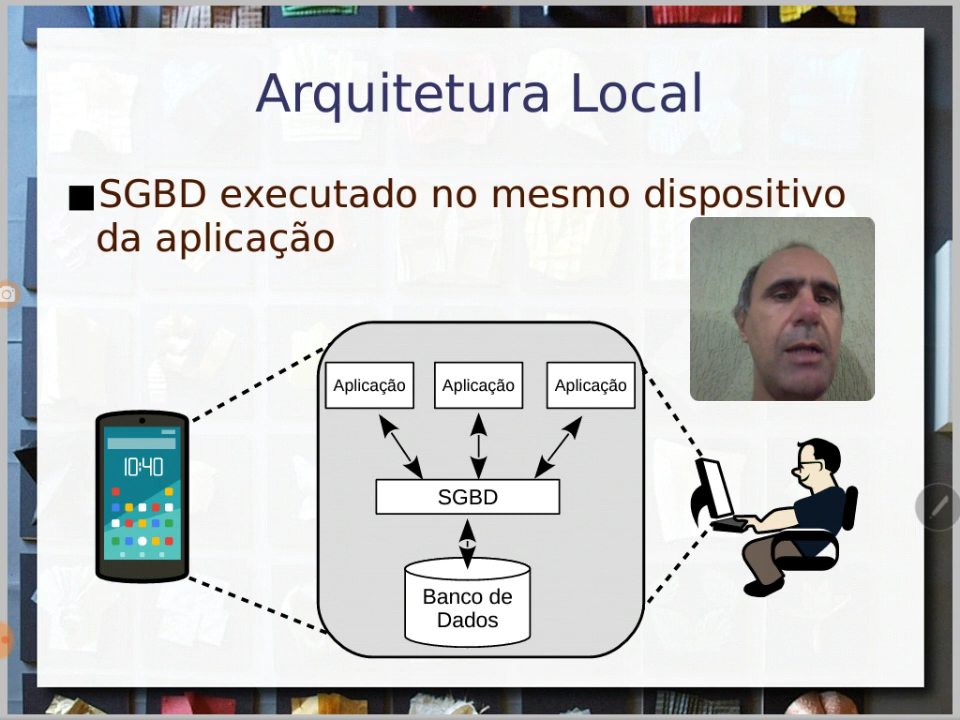 Arquitetura Local
■SGBD executado no mesmo dispositivo
da aplicação
Aplicação Aplicação Aplicação
10:40
SGBD
Banco de
Dados